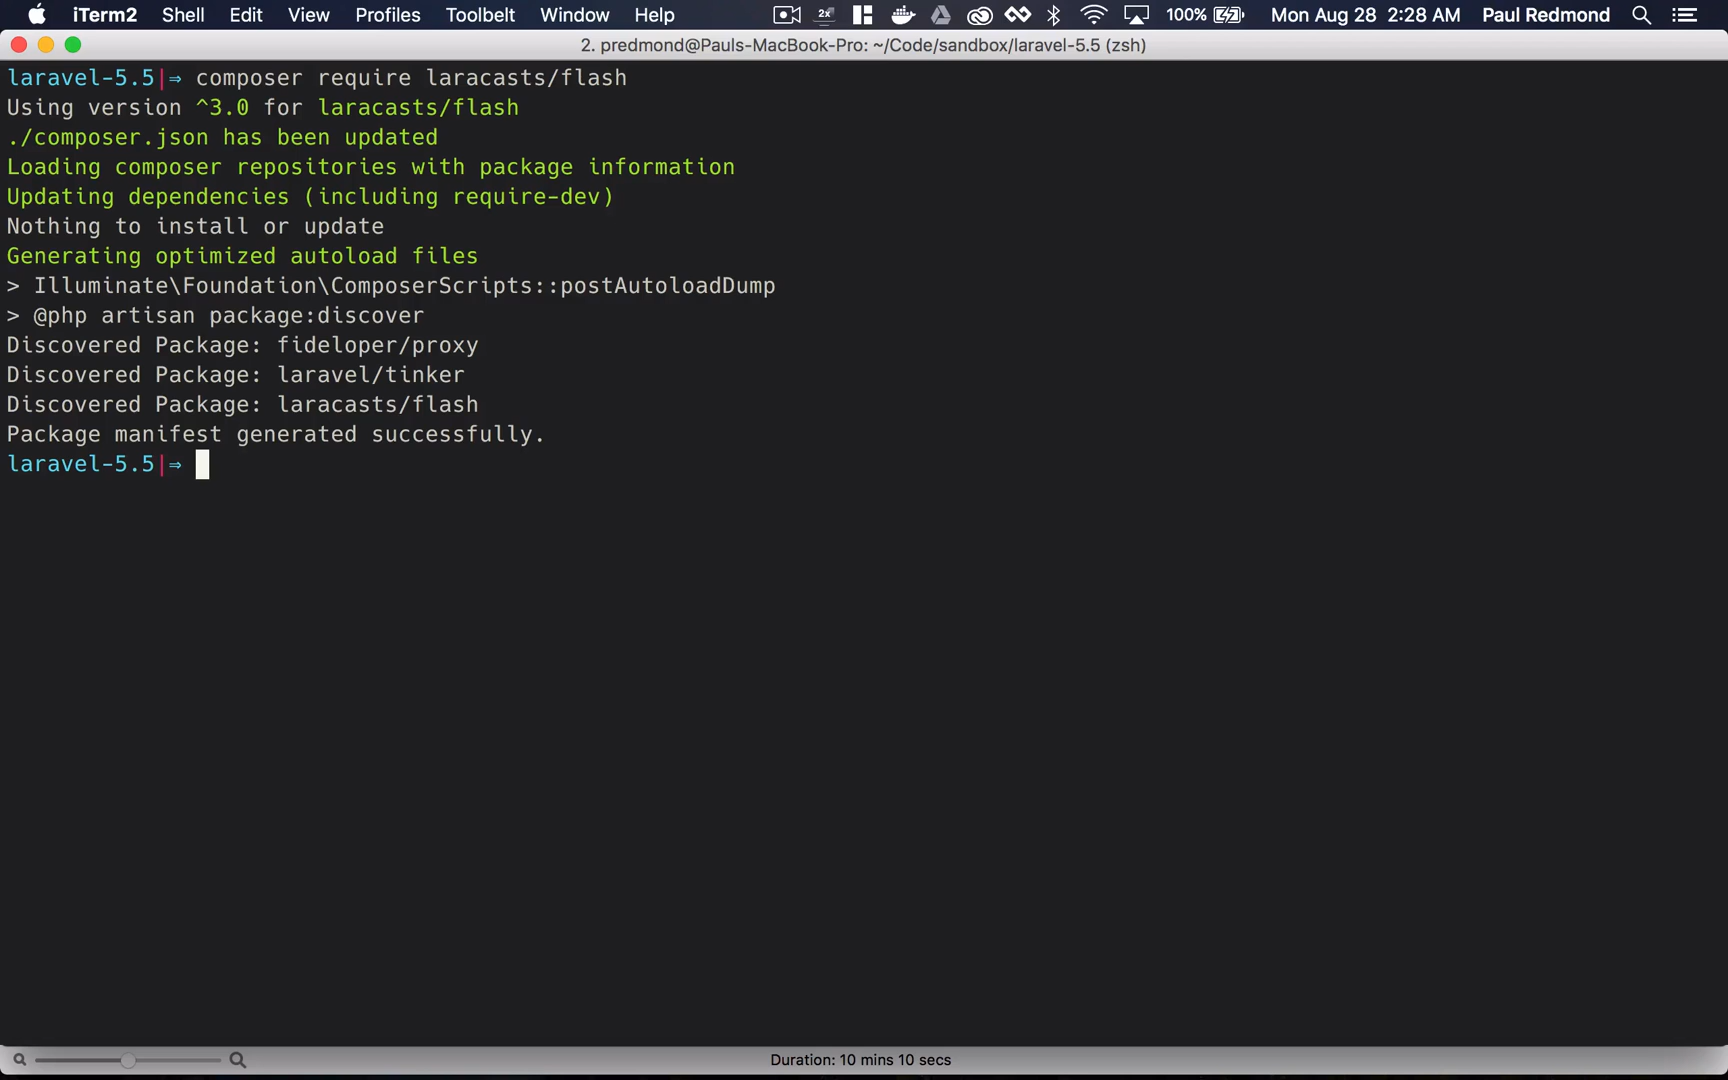 iTerm2 Shell Edit View Profiles Toolbelt Window Help 2x 100% Mon Aug 28 2:28 AM Paul Redmond
2. predmond@Pauls-MacBook-Pro: ~/Code/sandbox/laravel-5.5 (zsh)
laravel-5.5|⇒ composer require laracasts/flash
Using version ^3.0 for laracasts/flash
./composer.json has been updated
Loading composer repositories with package information
Updating dependencies (including require-dev)
Nothing to install or update
Generating optimized autoload files
> Illuminate\Foundation\ComposerScripts::postAutoloadDump
> @php artisan package:discover
Discovered Package: fideloper/proxy
Discovered Package: laravel/tinker
Discovered Package: laracasts/flash
Package manifest generated successfully.
laravel-5.5|⇒
Duration: 10 mins 10 secs